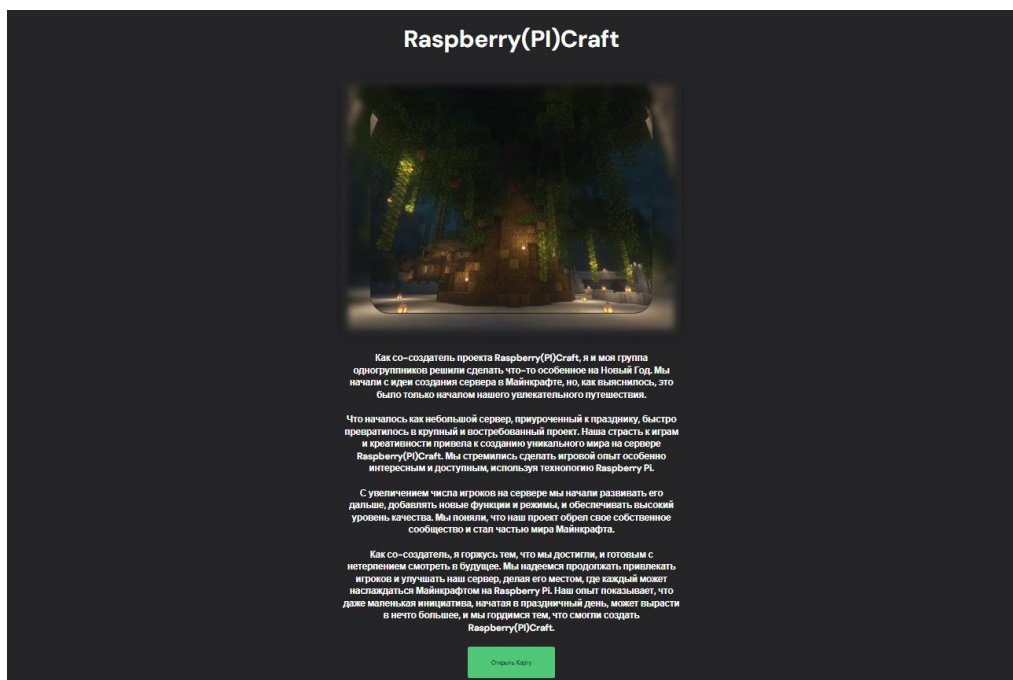 Raspberry(PI)Craft
Как со-создатель проекта Raspberry(PI)Craft, я и моя группа
одногруппников решили сделать что-то особенное на Новый Год. Мы
начали с идеи создания сервера в Майнкрафте, но, как выяснилось, это
было только началом нашего увлекательного путешествия.
Что началось как небольшой сервер, приуроченный к празднику, быстро
превратилось в крупный и востребованный проект. Наша страсть к играм
и креативности привела к созданию уникального мира на сервере
Raspberry(PI)Craft. Мы стремились сделать игровой опыт особенно
интересным и доступным, используя технологию Raspberry Pi.
С увеличением числа игроков на сервере мы начали развивать его
дальше, добавлять новые функции и режимы, и обеспечивать высокий
уровень качества. Мы поняли, что наш проект обрел свое собственное
сообщество и стал частью мира Майнкрафта.
Как со-создатель, я горжусь тем, что мы достигли, и готовым с
нетерпением смотреть в будущее. Мы надеемся продолжать привлекать
игроков и улучшать наш сервер, делая его местом, где каждый может
наслаждаться Майнкрафтом на Raspberry Pi. Наш опыт показывает, что
даже маленькая инициатива, начатая в праздничный день, может вырасти
в нечто большее, и мы гордимся тем, что смогли создать
Raspberry(PI)Craft.
Открыть Карту